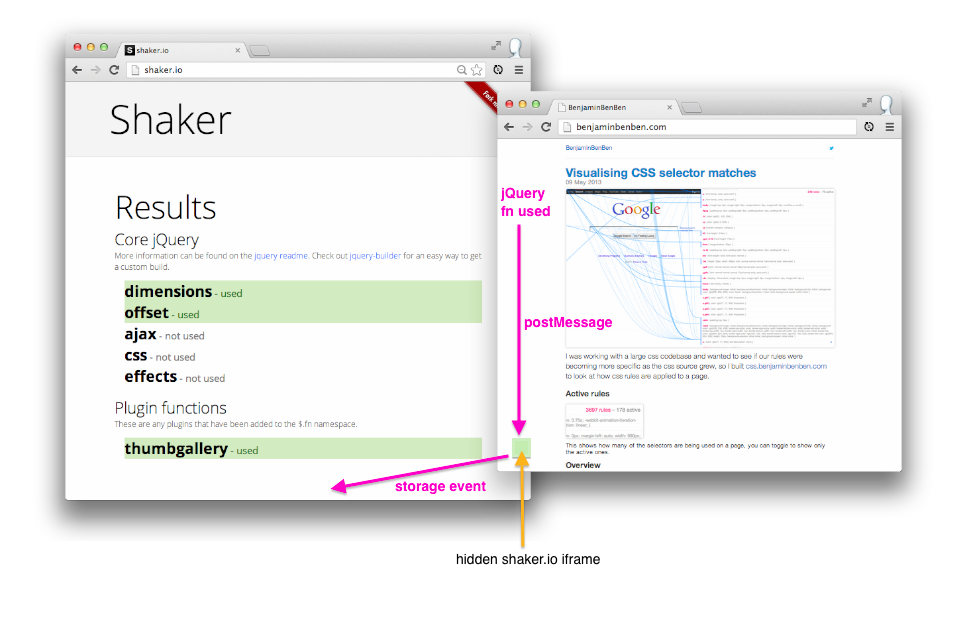 shaker.io
shaker.io
Fork m
Shaker
Results
Core jQuery
More information can be found on the jquery readme. Check out jquery-builder for an easy way to get
a custom build.
dimensions - used
offset - used
ajax - not used
css - not used
effects - not used
Plugin functions
These are any plugins that have been added to the $.fn namespace.
thumbgallery - used
BenjaminBenBen
benjaminbenben.com
BenjaminBenBen
Visualising CSS selector matches
09 May 2013
Google
I was working with a large css codebase and wanted to see if our rules were
becoming more specific as the css source grew, so I built css.benjaminbenben.com
to look at how css rules are applied to a page.
Active rules
3697 rules - 179 active
This shows how many of the selectors are being used on a page, you can toggle to show only
the active ones.
Overview
jQuery
fn used
postMessage
storage event
hidden shaker.io iframe